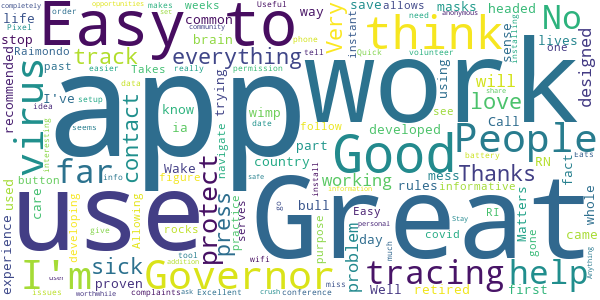 Easy to
app
work
use
Great
think
No
Very
way
save
allows
masks
headed
lives
designed
everything
track
common
weeks
brain
stop
Raimondo
life
Pixel
order
Useful
makes
community
completely
opportunities
need
anonymous
phone
tell
instant
installing
seng
one
easier
Takes
really
permission
recommended
idea
past
I've
setup
seems
data
virus
interesting
contact
far
know
ia
trying
wimp
date
navigate
using
see
will
love
volunteer
Quick
share
Call
developed
follow
country
part
Good
People
RN
battery
eats
fact
Thanks
mess
working
rules
informative
information
Wake
figure
protect
press
practice
bull
serves
rocks
tool
addition
Allowing
developing
give
info
button
used
care
experience
issues
I'm
sick
proven
Governor
complaints
worthwhile
user
ask
Excellent
crush
conference
wifi
safe
go
install
purpose
Easy
day
problem
Well
covid
retired
miss
personal
much
Stay
tracing
help
RI
Matters
gone
first
came
whole
Anything